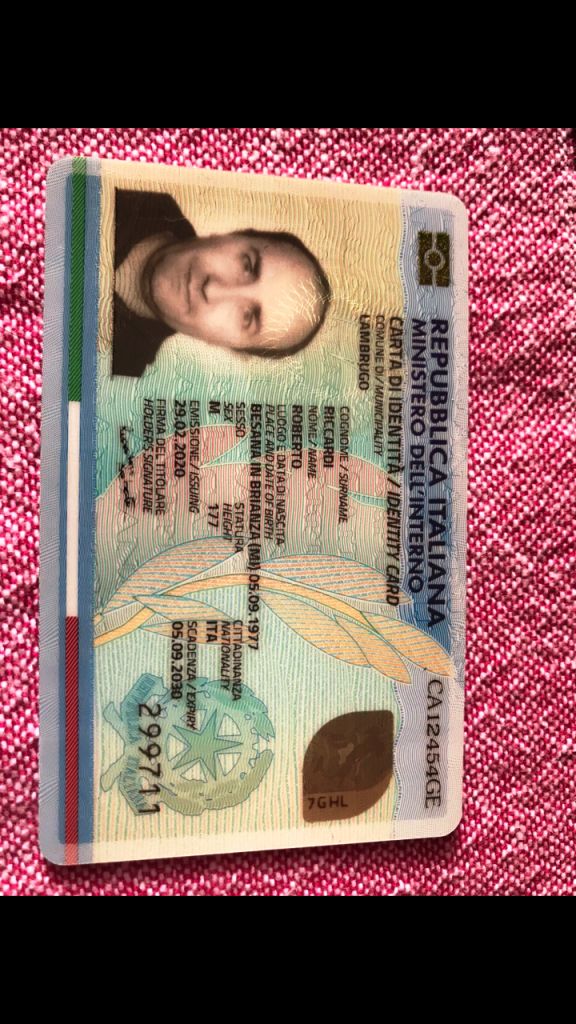 REPUBBLICA ITALIANA
MINISTERO DELL'INTERNO
CA12454GE
CARTA DI IDENTITÀ / IDENTITY CARD
COMUNE DI / MUNICIPALITY
LAMBRUGO
COGNOME / SURNAME
RICCARDI
NOME / NAME
ROBERTO
LUOGO E DATA DI NASCITA
PLACE AND DATE OF BIRTH
BESANA IN BRIANZA (MI) 05.09.1977
SESSO STATURA CITTADINANZA
SEX HEIGHT NATIONALITY
M 177 ITA
EMISSIONE / ISSUING SCADENZA / EXPIRY
29.02.2020 05.09.2030
FIRMA DEL TITOLARE
HOLDER'S SIGNATURE
299711
7GHL